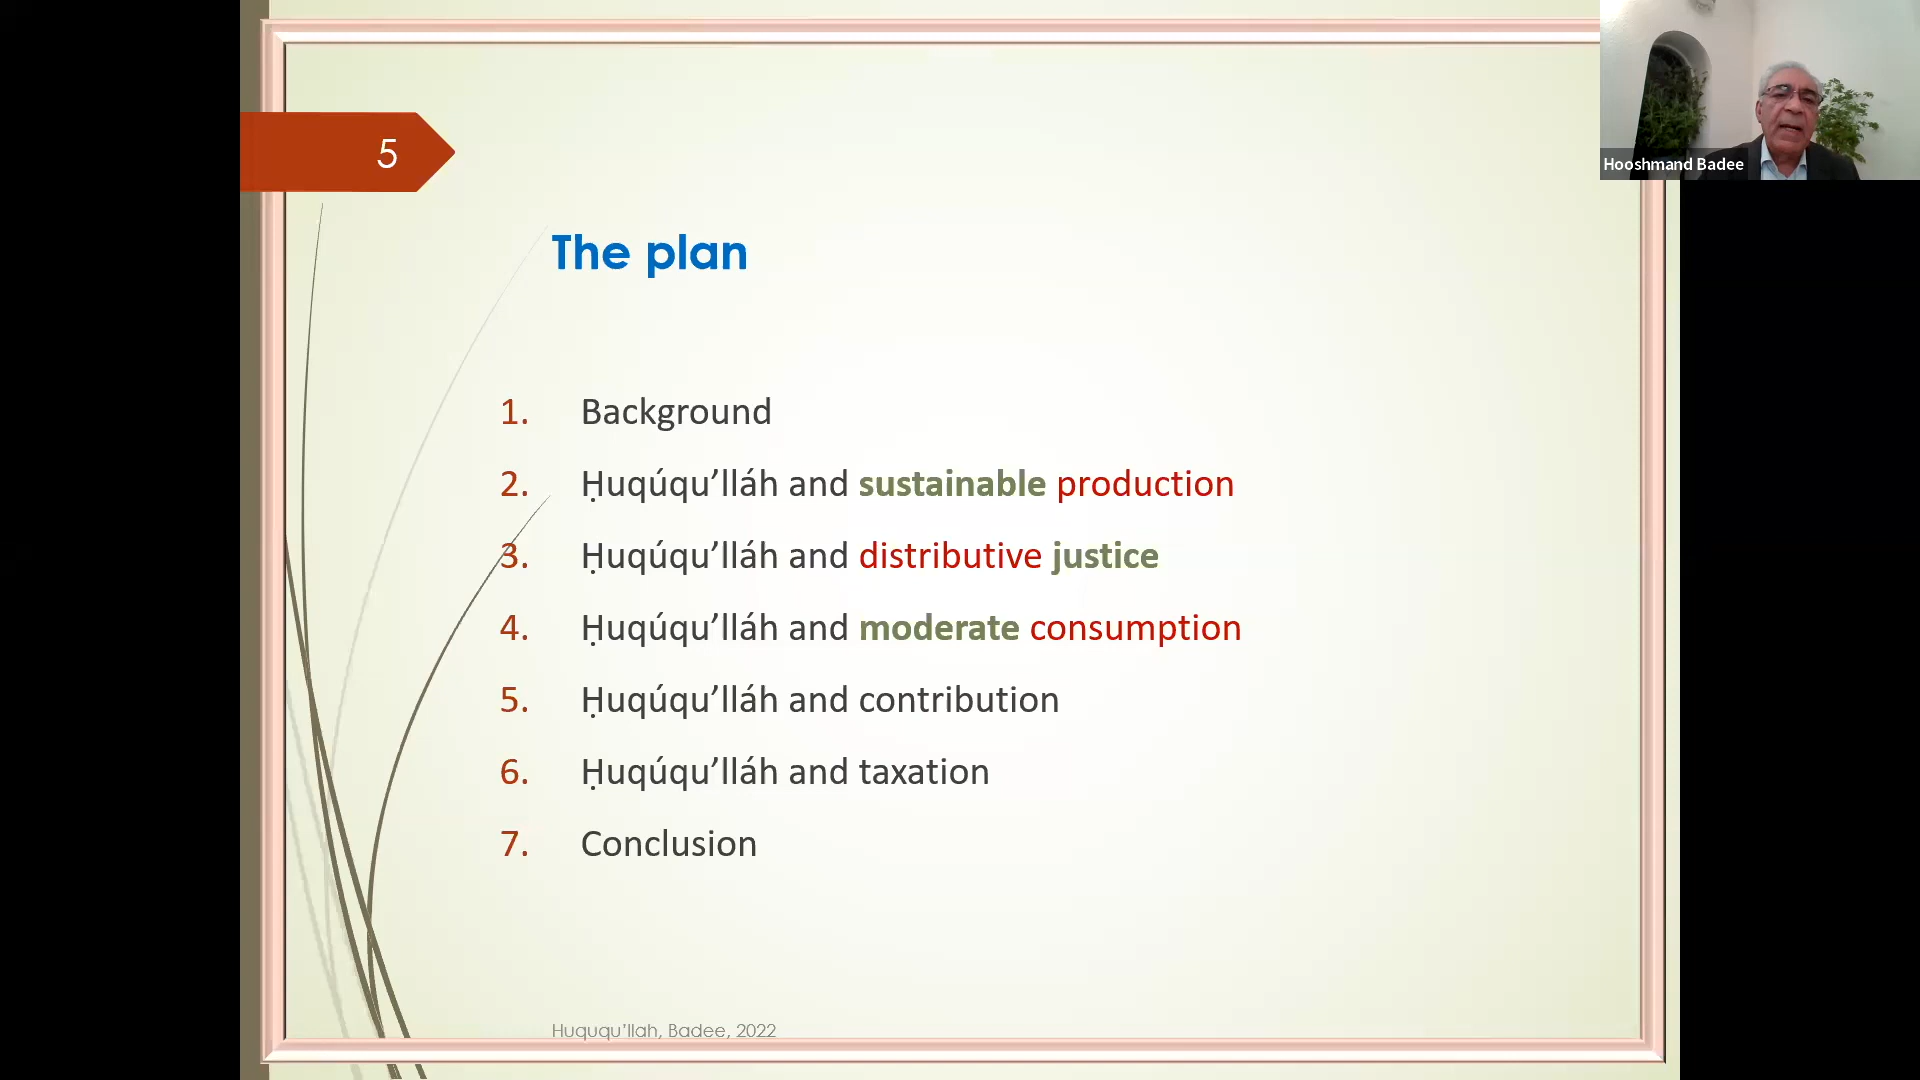 5
Hooshmand Badee
The plan
1. Background
2. Ḥuqúqu’lláh and sustainable production
3. Ḥuqúqu’lláh and distributive justice
4. Ḥuqúqu’lláh and moderate consumption
5. Ḥuqúqu’lláh and contribution
6. Ḥuqúqu’lláh and taxation
7. Conclusion
Huququ’llah, Badee, 2022